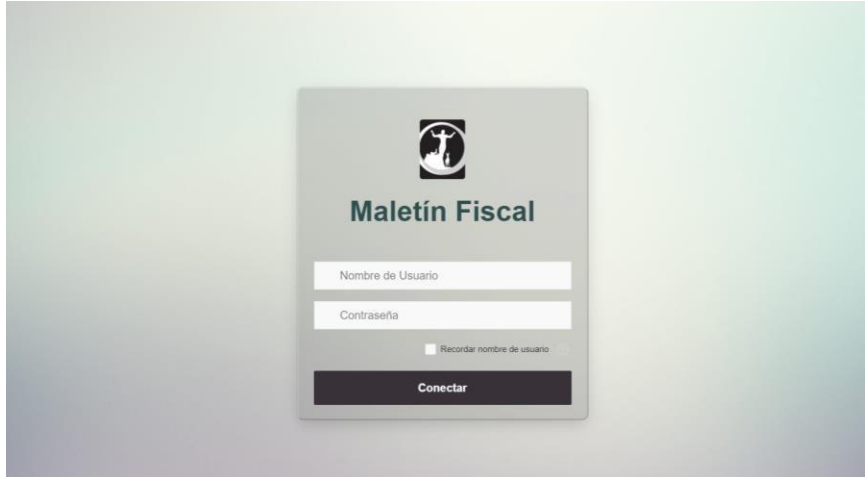 Maletín Fiscal
Nombre de Usuario
Contraseña
Recordar nombre de usuario
Conectar